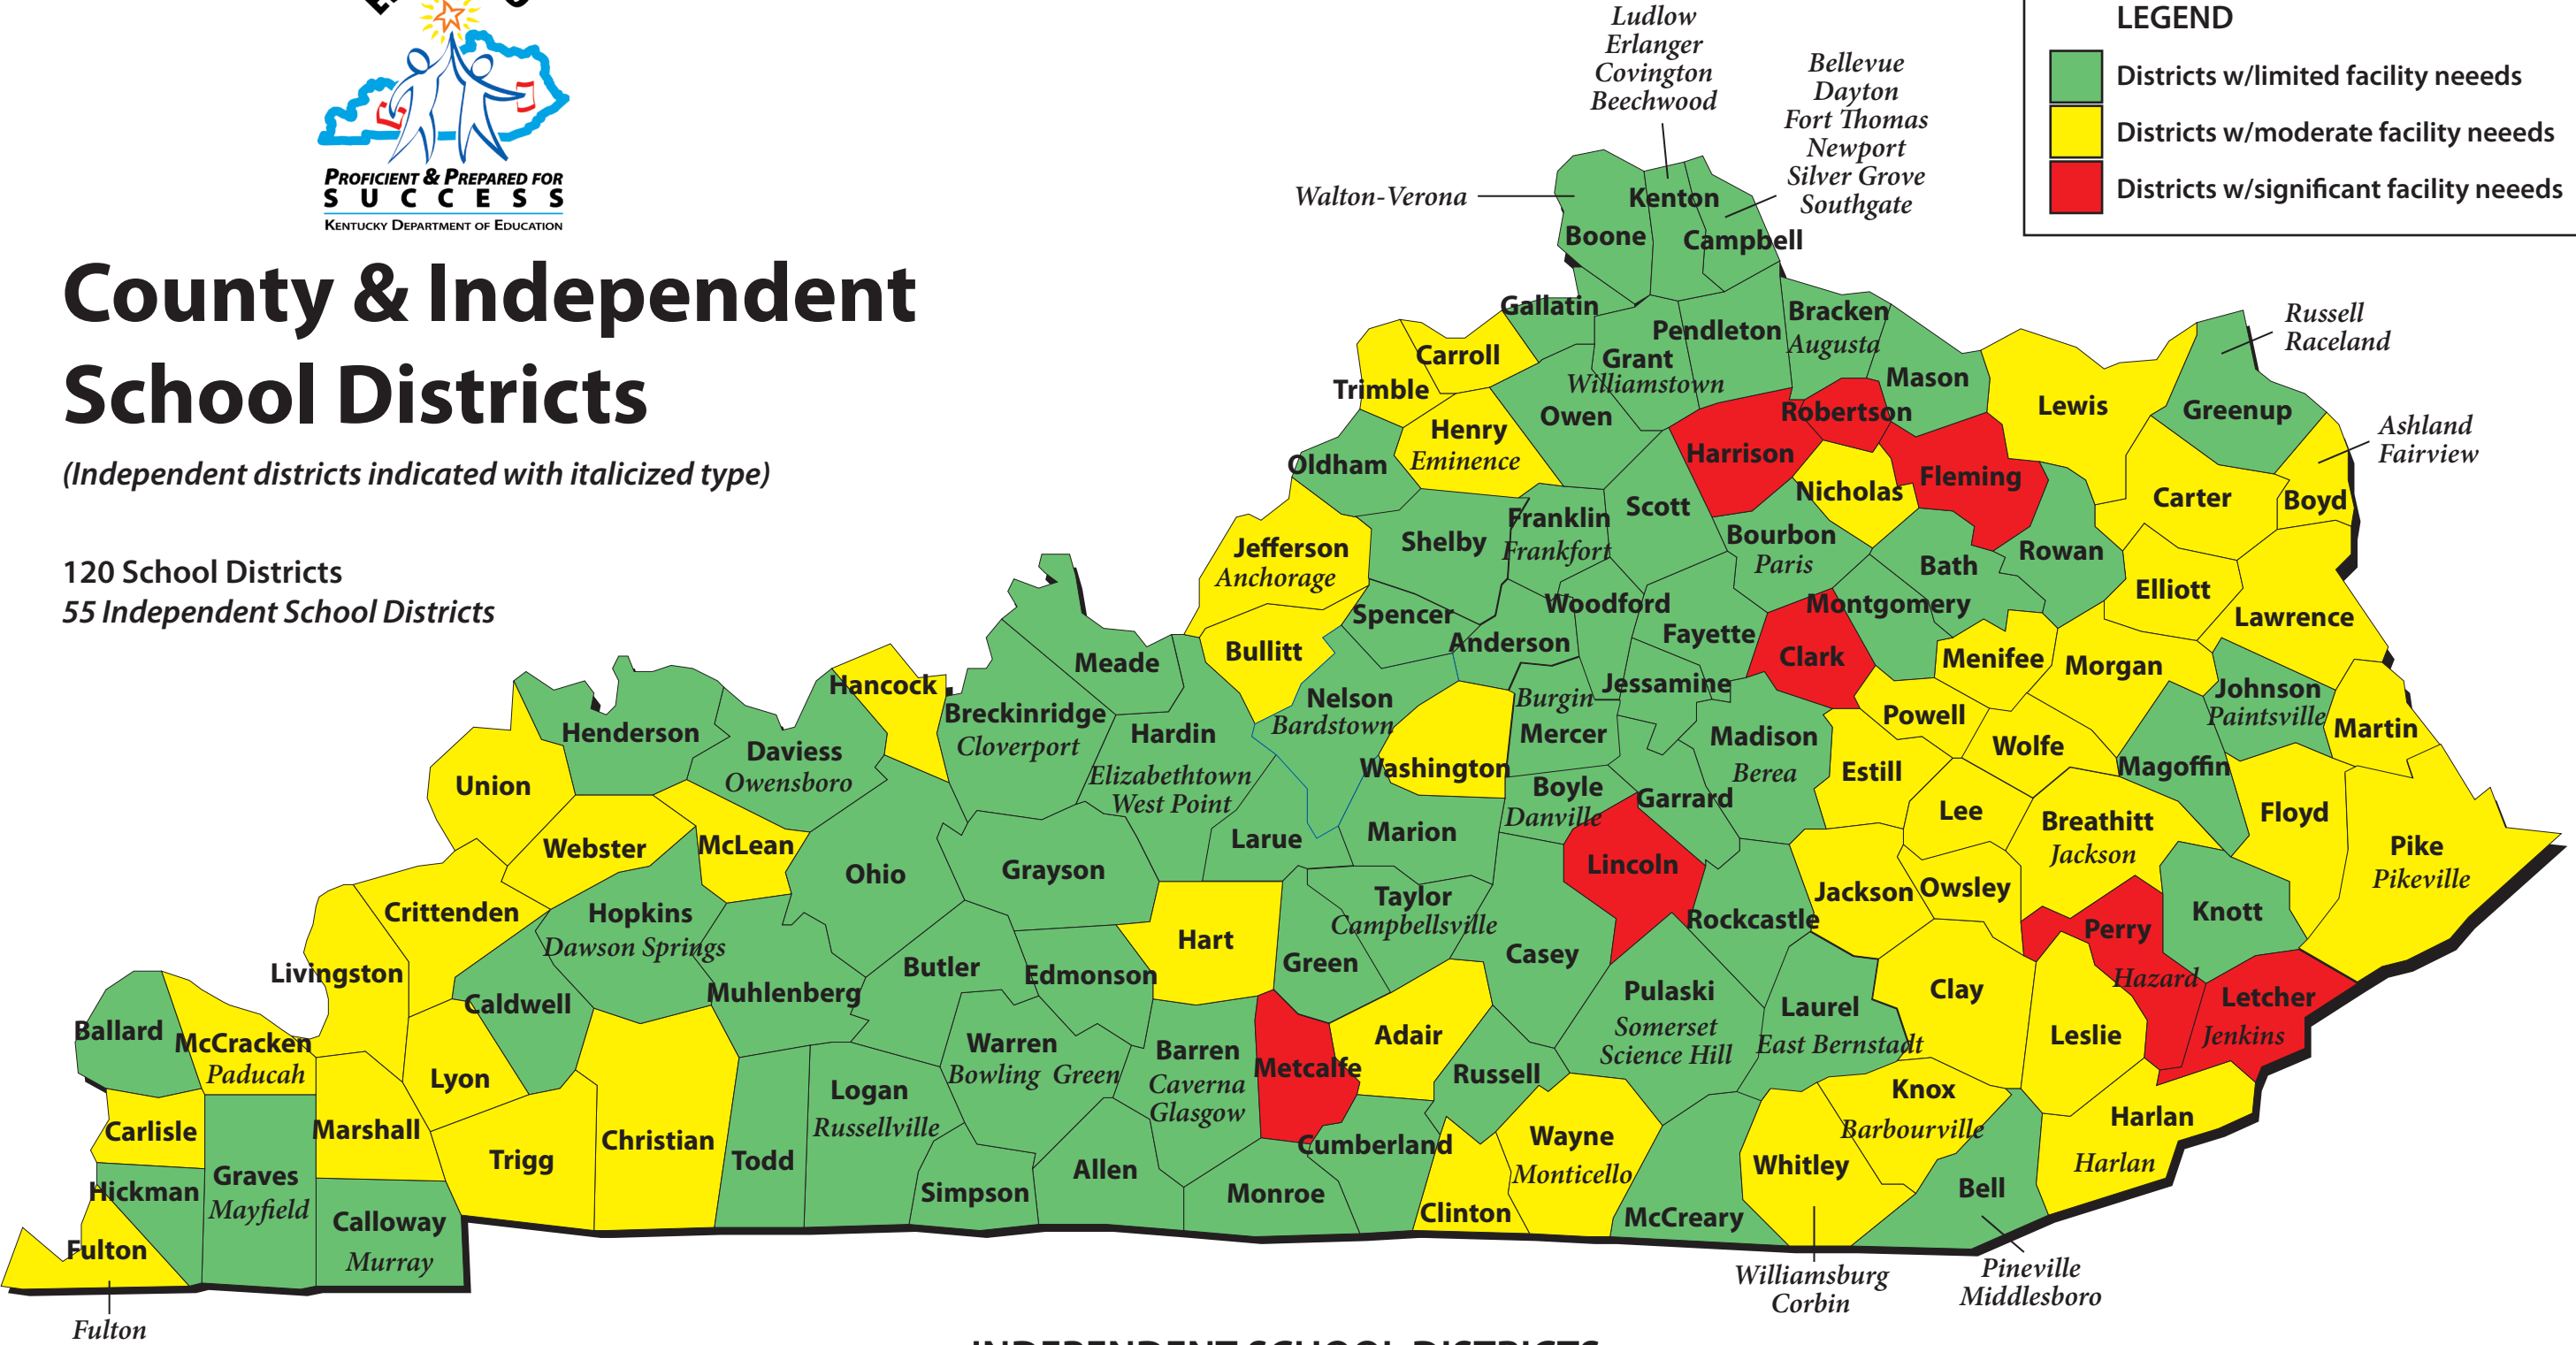 PROFICIENT & PREPARED FOR
SUCCESS
KENTUCKY DEPARTMENT OF EDUCATION
County & Independent
School Districts
(Independent districts indicated with italicized type)
120 School Districts
55 Independent School Districts
LEGEND
Districts w/limited facility neeeds
Districts w/moderate facility neeeds
Districts w/significant facility neeeds
Ludlow
Erlanger
Covington
Beechwood
Bellevue
Dayton
Fort Thomas
Newport
Silver Grove
Southgate
Walton-Verona
Kenton
Boone
Campbell
Gallatin
Bracken
Augusta
Pendleton
Grant
Williamstown
Carroll
Trimble
Owen
Mason
Robertson
Lewis
Greenup
Russell
Raceland
Ashland
Fairview
Henry
Eminence
Oldham
Harrison
Fleming
Nicholas
Carter
Boyd
Jefferson
Anchorage
Shelby
Franklin
Frankfort
Scott
Bourbon
Paris
Bath
Rowan
Elliott
Lawrence
Spencer
Anderson
Woodford
Fayette
Montgomery
Clark
Menifee
Morgan
Bullitt
Meade
Hancock
Breckinridge
Cloverport
Hardin
Elizabethtown
West Point
Nelson
Bardstown
Burgin
Mercer
Jessamine
Madison
Berea
Powell
Wolfe
Johnson
Paintsville
Martin
Magoffin
Henderson
Daviess
Owensboro
Union
Webster
McLean
Ohio
Grayson
Larue
Marion
Washington
Boyle
Danville
Garrard
Estill
Lee
Breathitt
Jackson
Floyd
Pike
Pikeville
Lincoln
Rockcastle
Jackson
Owsley
Perry
Hazard
Knott
Letcher
Jenkins
Crittenden
Hopkins
Dawson Springs
Livingston
Caldwell
Muhlenberg
Butler
Edmonson
Hart
Green
Taylor
Campbellsville
Casey
Pulaski
Somerset
Science Hill
Laurel
East Bernstadt
Clay
Leslie
Ballard
McCracken
Paducah
Lyon
Warren
Bowling Green
Barren
Caverna
Glasgow
Metcalfe
Adair
Russell
Knox
Barbourville
Harlan
Harlan
Carlisle
Graves
Mayfield
Marshall
Trigg
Christian
Todd
Logan
Russellville
Simpson
Allen
Monroe
Cumberland
Clinton
Wayne
Monticello
McCreary
Whitley
Bell
Hickman
Fulton
Calloway
Murray
Fulton
Williamsburg
Corbin
Pineville
Middlesboro
INDEPENDENT SCHOOL DISTRICTS